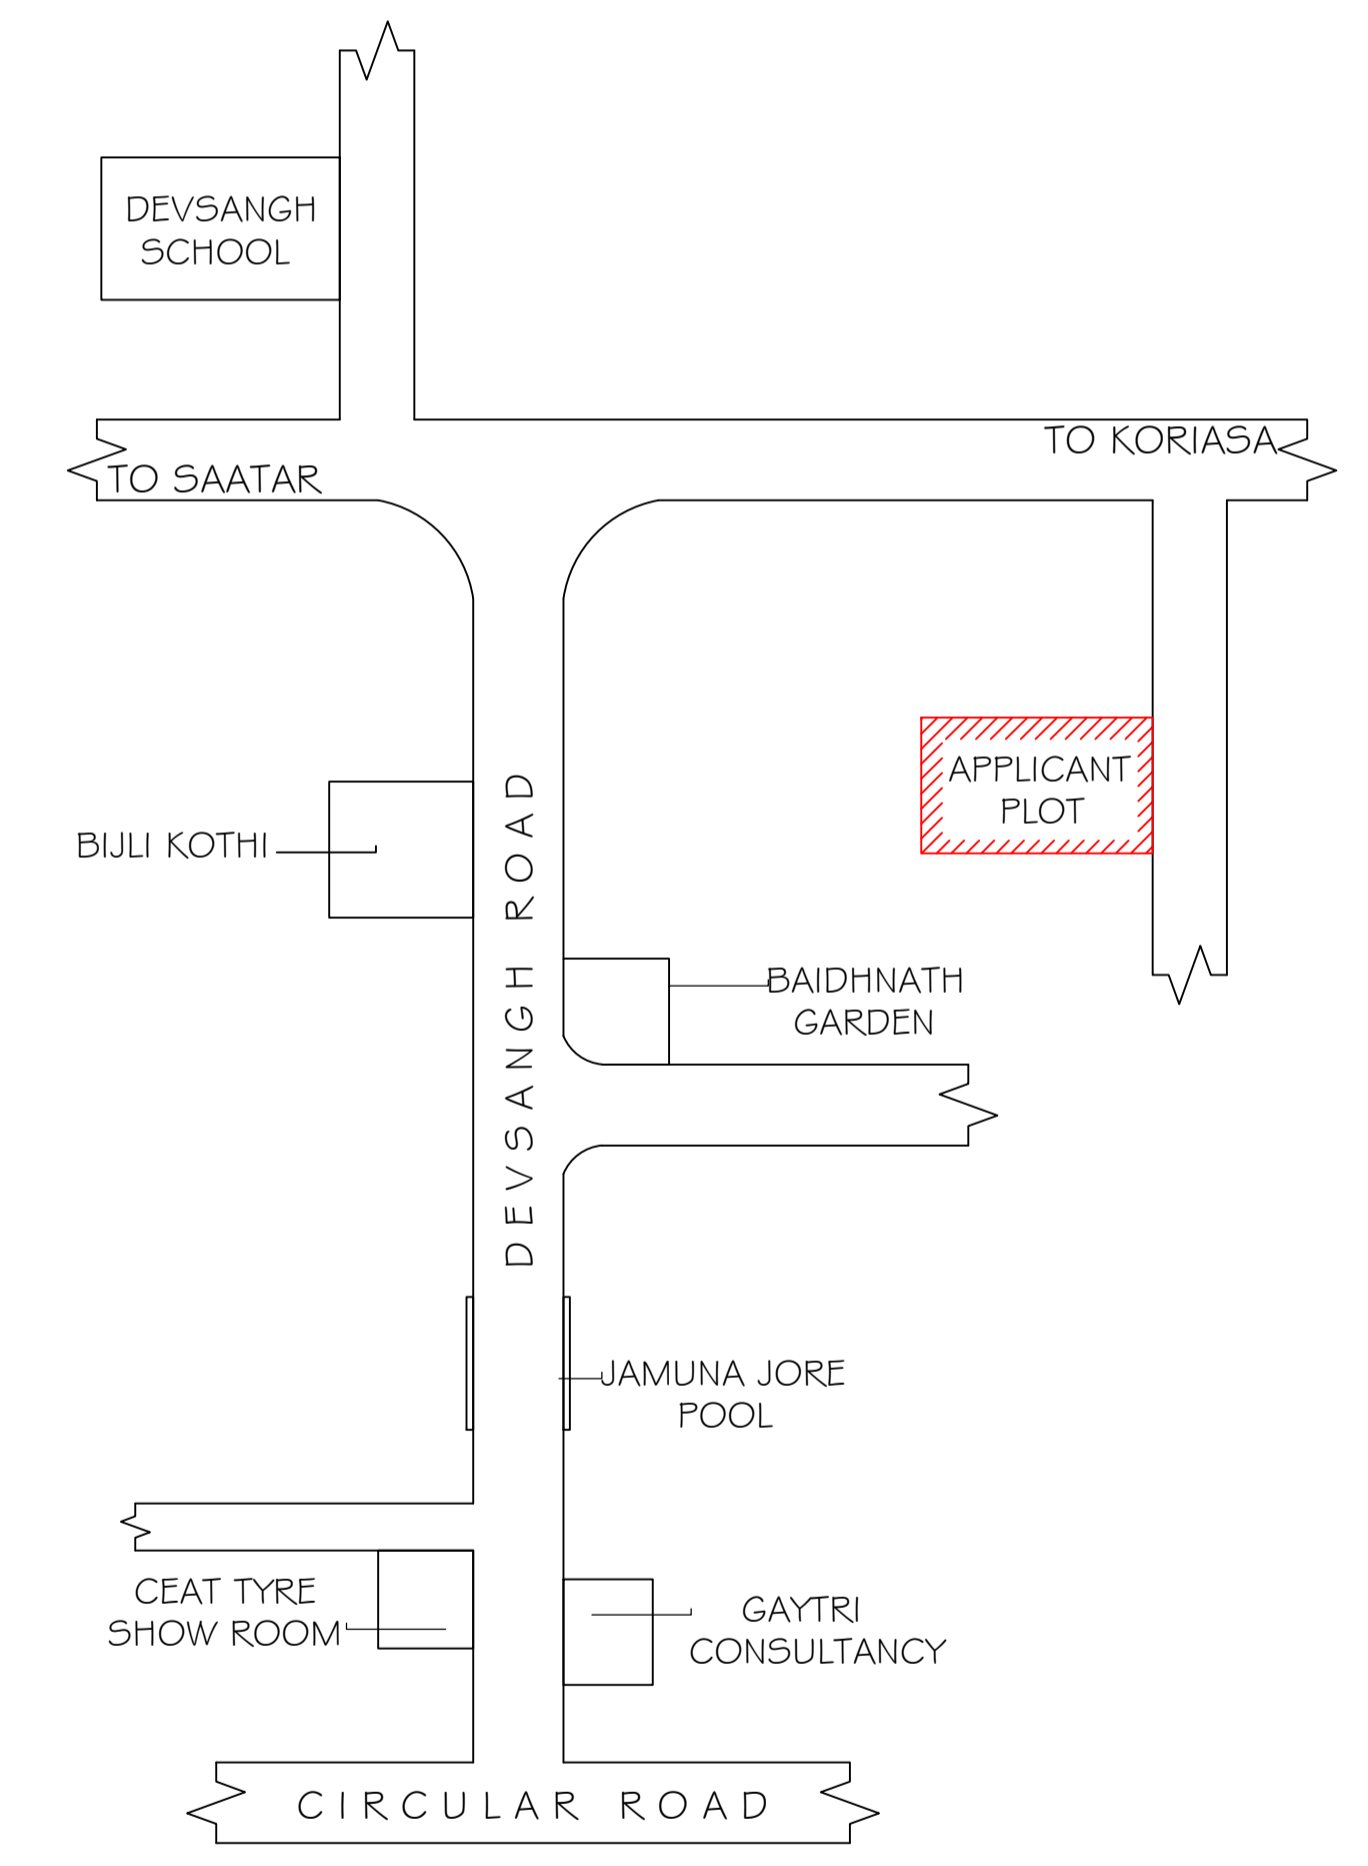 DEVSANGH
SCHOOL
TO KORIASA
TO SAATAR
APPLICANT
PLOT
BIJLI KOTHI
DEVSANGH ROAD
BAIDHNATH
GARDEN
JAMUNA JORE
POOL
CEAT TYRE
SHOW ROOM
GAYTRI
CONSULTANCY
CIRCULAR ROAD